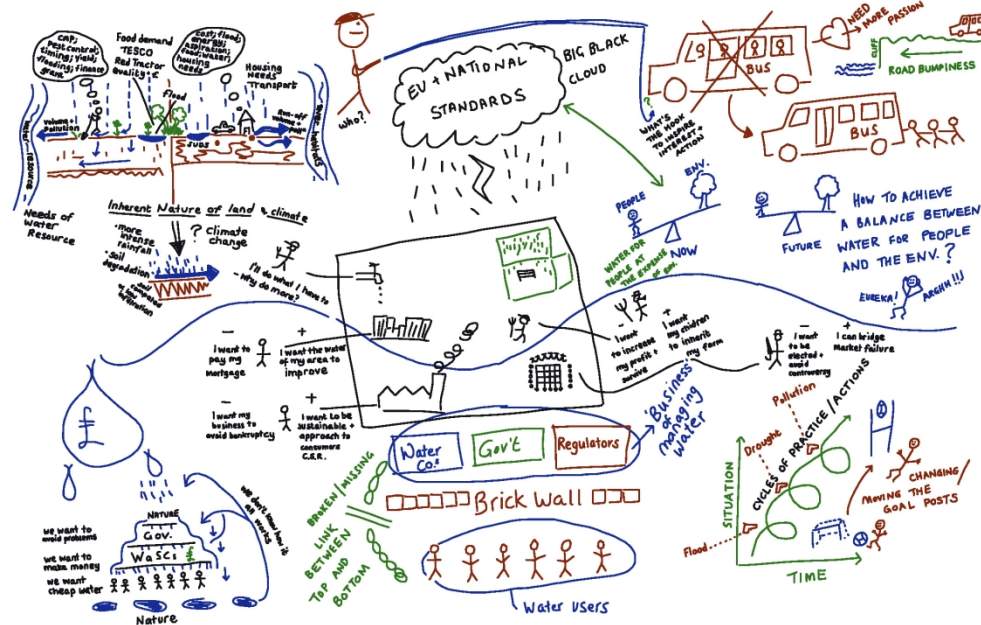 CAP,
pest control,
timing; yield;
flooding; finance
grant
Food demand
TESCO
Red Tractor
Quality £
flood
cost; flood;
energy;
aspiration;
food; water;
housing
needs
Housing
Needs
Transport
Volume +
Pollution
SUDS
Run-off
volume +
water-resource
water habitats
Needs of
Water
Resource
Inherent Nature of land & climate
? Climate
change
• more
intense
rainfall
• soil
degradation
compacted
or low
infiltration
WHO?
EU + NATIONAL
STANDARDS
BIG BLACK
CLOUD
?
WHAT'S
THE HOOK
TO INSPIRE
INTEREST +
ACTION
BUS
NEED
MORE
PASSION
CLIFF
ROAD BUMPINESS
BUS
PEOPLE
ENV.
NOW
WATER FOR
PEOPLE AT
THE EXPENSE
OF ENV.
FUTURE
HOW TO ACHIEVE
A BALANCE BETWEEN
WATER FOR PEOPLE
AND THE ENV.?
EUREKA!
ARGHH!!!
I'll do what I have to
- why do more?
- +
I want to
pay my
mortgage
I want the water
of my area to
improve
- +
I want my
business to
avoid bankruptcy
I want to be
sustainable +
approach to
consumers
C.S.R.
- +
I want
to increase
my profit +
survive
I want
my children
to inherit
my farm
- +
I want
to be
elected +
avoid
controversy
I can bridge
Market failure
£
NATURE
GOV.
WaSCs £
we want to
avoid problems
we want to
make money
we want
cheap water
Nature
we don't know how it
all works
Water
Co.s
Gov't
Regulators
'Business'
of
managing
water
Brick Wall
BROKEN/MISSING
LINK
BETWEEN
TOP AND
BOTTOM
Water users
SITUATION
TIME
Flood
Drought
Pollution
CYCLES OF PRACTICE/ACTIONS
CHANGING/
MOVING THE
GOAL POSTS